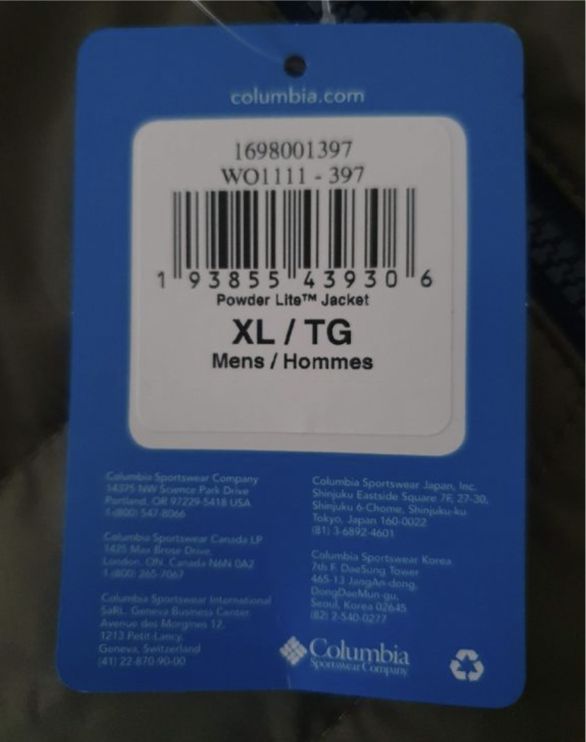 columbia.com
1698001397
WO1111 - 397
1 93855 43930 6
Powder Lite™ Jacket
XL / TG
Mens / Hommes
Columbia Sportswear Company
14375 NW Science Park Drive
Portland, OR 97229-5418 USA
1-(800) 547-8066
Columbia Sportswear Canada LP
1425 Max Brose Drive,
London, ON, Canada N6N 0A2
1-(800) 265-7067
Columbia Sportswear International
SaRL, Geneva Business Center,
Avenue des Morgines 12,
1213 Petit-Lancy,
Geneva, Switzerland
(41) 22-870-90-00
Columbia Sportswear Japan, Inc.
Shinjuku Eastside Square 7F, 27-30,
Shinjuku 6-Chome, Shinjuku-ku
Tokyo, Japan 160-0022
(81) 3-6892-4601
Columbia Sportswear Korea
7th F. DaeSung Tower
465-13 JangAn-dong,
DongDaeMun-gu,
Seoul, Korea 02645
(82) 2-540-0277
Columbia
Sportswear Company